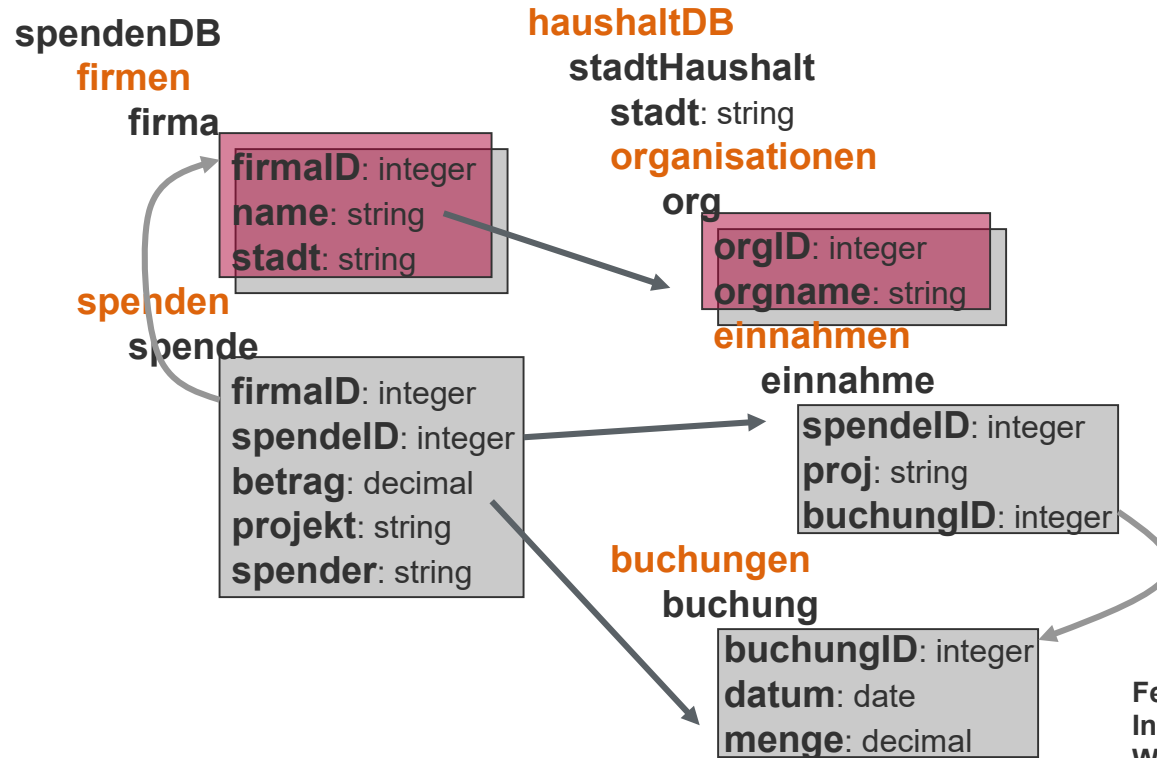 spendenDB
firmen
firma
firmaID: integer
name: string
stadt: string
spenden
spende
firmaID: integer
spendeID: integer
betrag: decimal
projekt: string
spender: string
haushaltDB
stadtHaushalt
stadt: string
organisationen
org
orgID: integer
orgname: string
einnahmen
einnahme
spendeID: integer
proj: string
buchungID: integer
buchungen
buchung
buchungID: integer
datum: date
menge: decimal